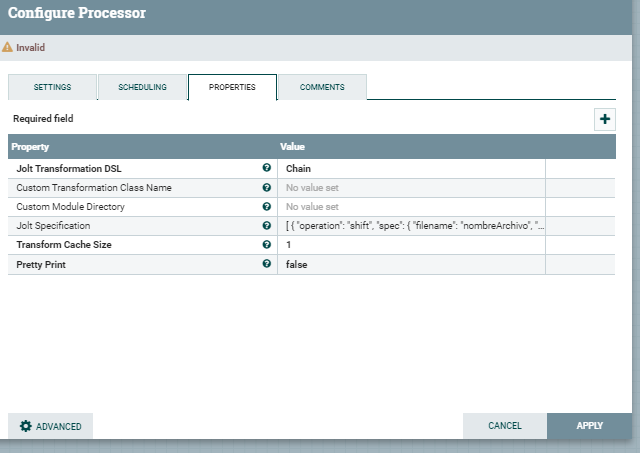 Configure Processor
Invalid
SETTINGS SCHEDULING PROPERTIES COMMENTS
Required field
Property Value
Jolt Transformation DSL Chain
Custom Transformation Class Name No value set
Custom Module Directory No value set
Jolt Specification [ { "operation": "shift", "spec": { "filename": "nombreArchivo", "...
Transform Cache Size 1
Pretty Print false
ADVANCED CANCEL APPLY